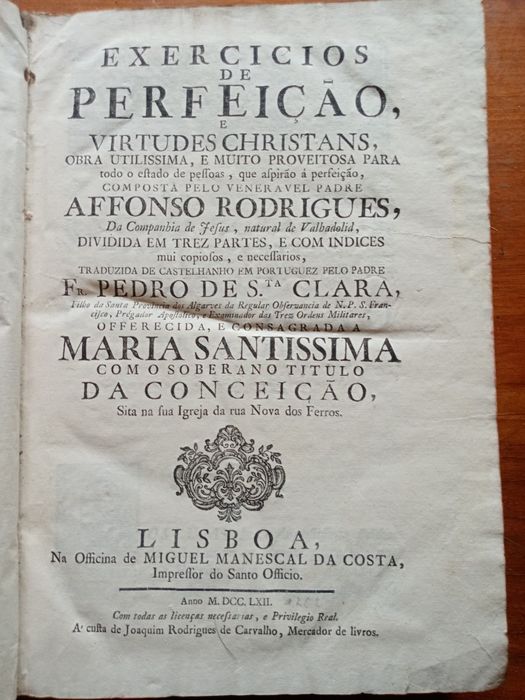 EXERCICIOS
DE
PERFEIÇÃO,
E
VIRTUDES CHRISTANS,
OBRA UTILISSIMA, E MUITO PROVEITOSA PARA
todo o eſtado de peſſoas, que aſpirão á perfeição,
COMPOSTA PELO VENERAVEL PADRE
AFFONSO RODRIGUES,
Da Companhia de Jeſus, natural de Valhadolid,
DIVIDIDA EM TREZ PARTES, E COM INDICES
mui copioſos, e neceſſarios,
TRADUZIDA DE CASTELHANHO EM PORTUGUEZ PELO PADRE
FR. PEDRO DE S.TA CLARA,
Filho da Santa Provincia dos Algarves da Regular Obſervancia de N. P. S. Fran-
ciſco, Prégador Apoſtolico, e Examinador das Trez Ordens Militares,
OFFERECIDA, E CONSAGRADA A
MARIA SANTISSIMA
COM O SOBERANO TITULO
DA CONCEIÇÃO,
Sita na ſua Igreja da rua Nova dos Ferros.
LISBOA,
Na Officina de MIGUEL MANESCAL DA COSTA,
Impreſſor do Santo Officio.
Anno M. DCC. LXII.
Com todas as licenças neceſſarias, e Privilegio Real.
A' cuſta de Joaquim Rodrigues de Carvalho, Mercador de livros.